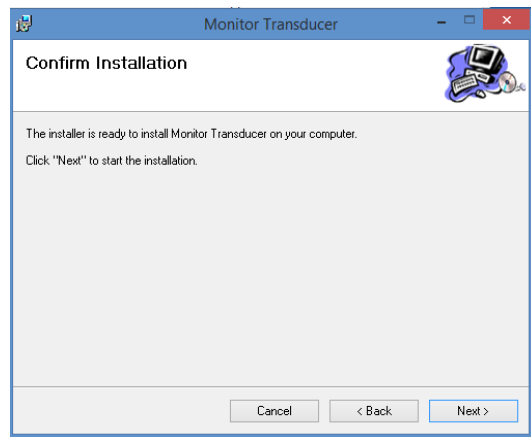 Monitor Transducer
Confirm Installation
The installer is ready to install Monitor Transducer on your computer.
Click "Next" to start the installation.
Cancel
< Back
Next >